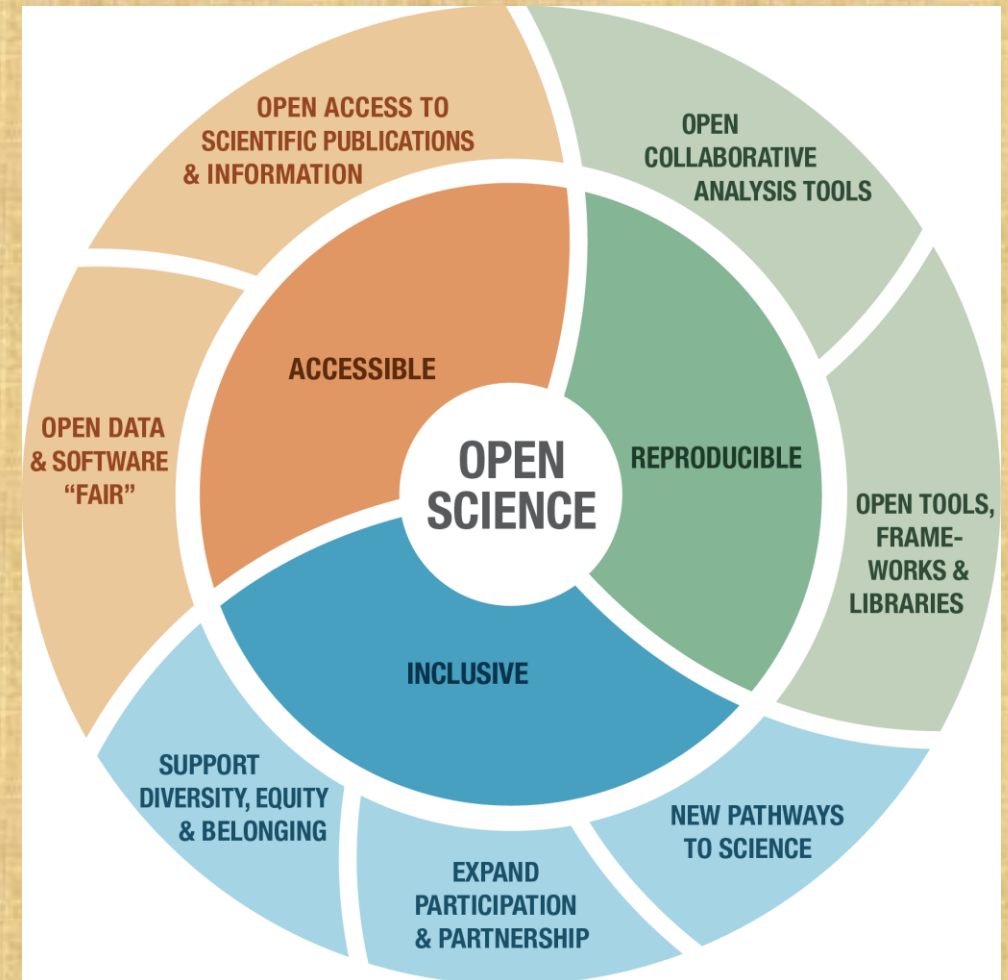 OPEN ACCESS TO
SCIENTIFIC PUBLICATIONS
& INFORMATION
OPEN
COLLABORATIVE
ANALYSIS TOOLS
ACCESSIBLE
OPEN DATA
& SOFTWARE
“FAIR”
OPEN
SCIENCE
REPRODUCIBLE
OPEN TOOLS,
FRAME-
WORKS &
LIBRARIES
INCLUSIVE
SUPPORT
DIVERSITY, EQUITY
& BELONGING
EXPAND
PARTICIPATION
& PARTNERSHIP
NEW PATHWAYS
TO SCIENCE